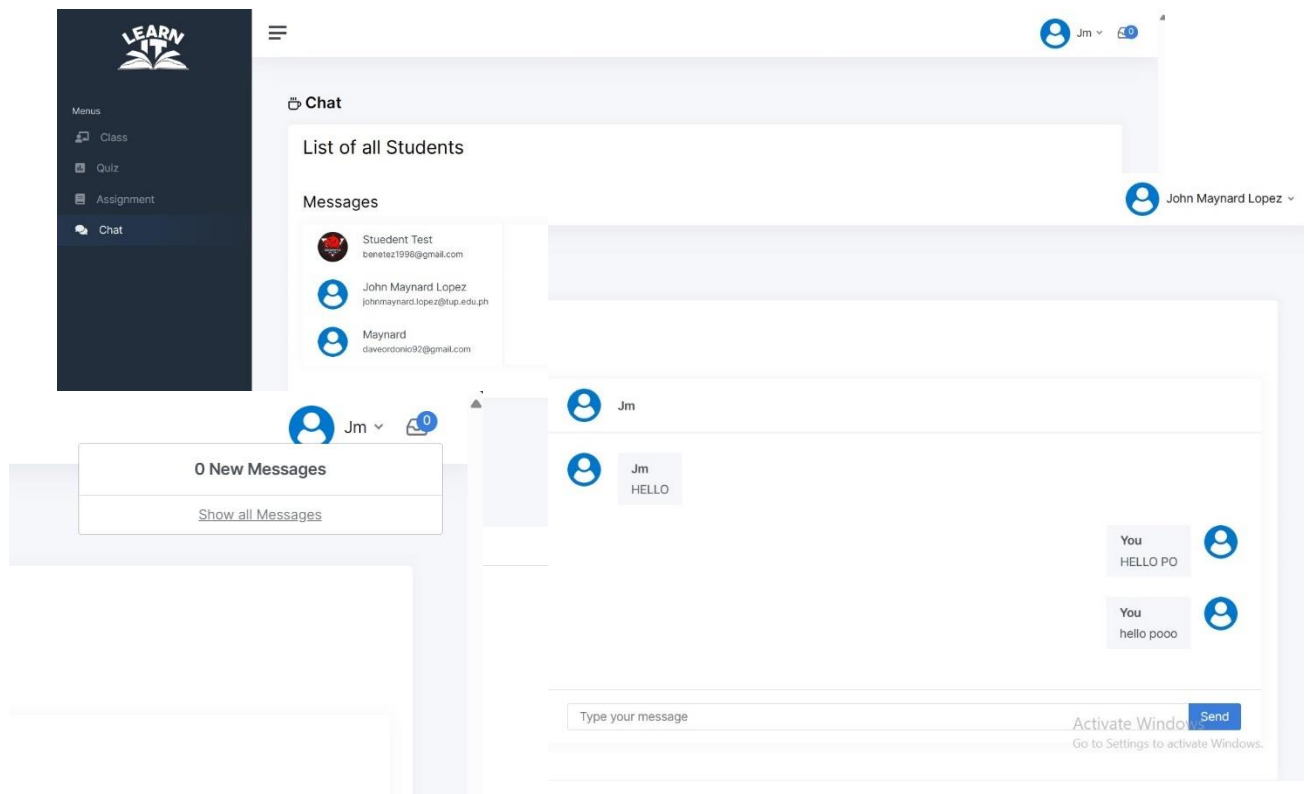 LEARN
IT
Jm
0
Menus
Class
Quiz
Assignment
Chat
Chat
List of all Students
Messages
Stuedent Test
benetez1998@gmail.com
John Maynard Lopez
johnmaynard.lopez@tup.edu.ph
Maynard
daveordonio92@gmail.com
John Maynard Lopez
Jm
0
0 New Messages
Show all Messages
Jm
Jm
HELLO
You
HELLO PO
You
hello pooo
Type your message
Send
Activate Windows
Go to Settings to activate Windows.